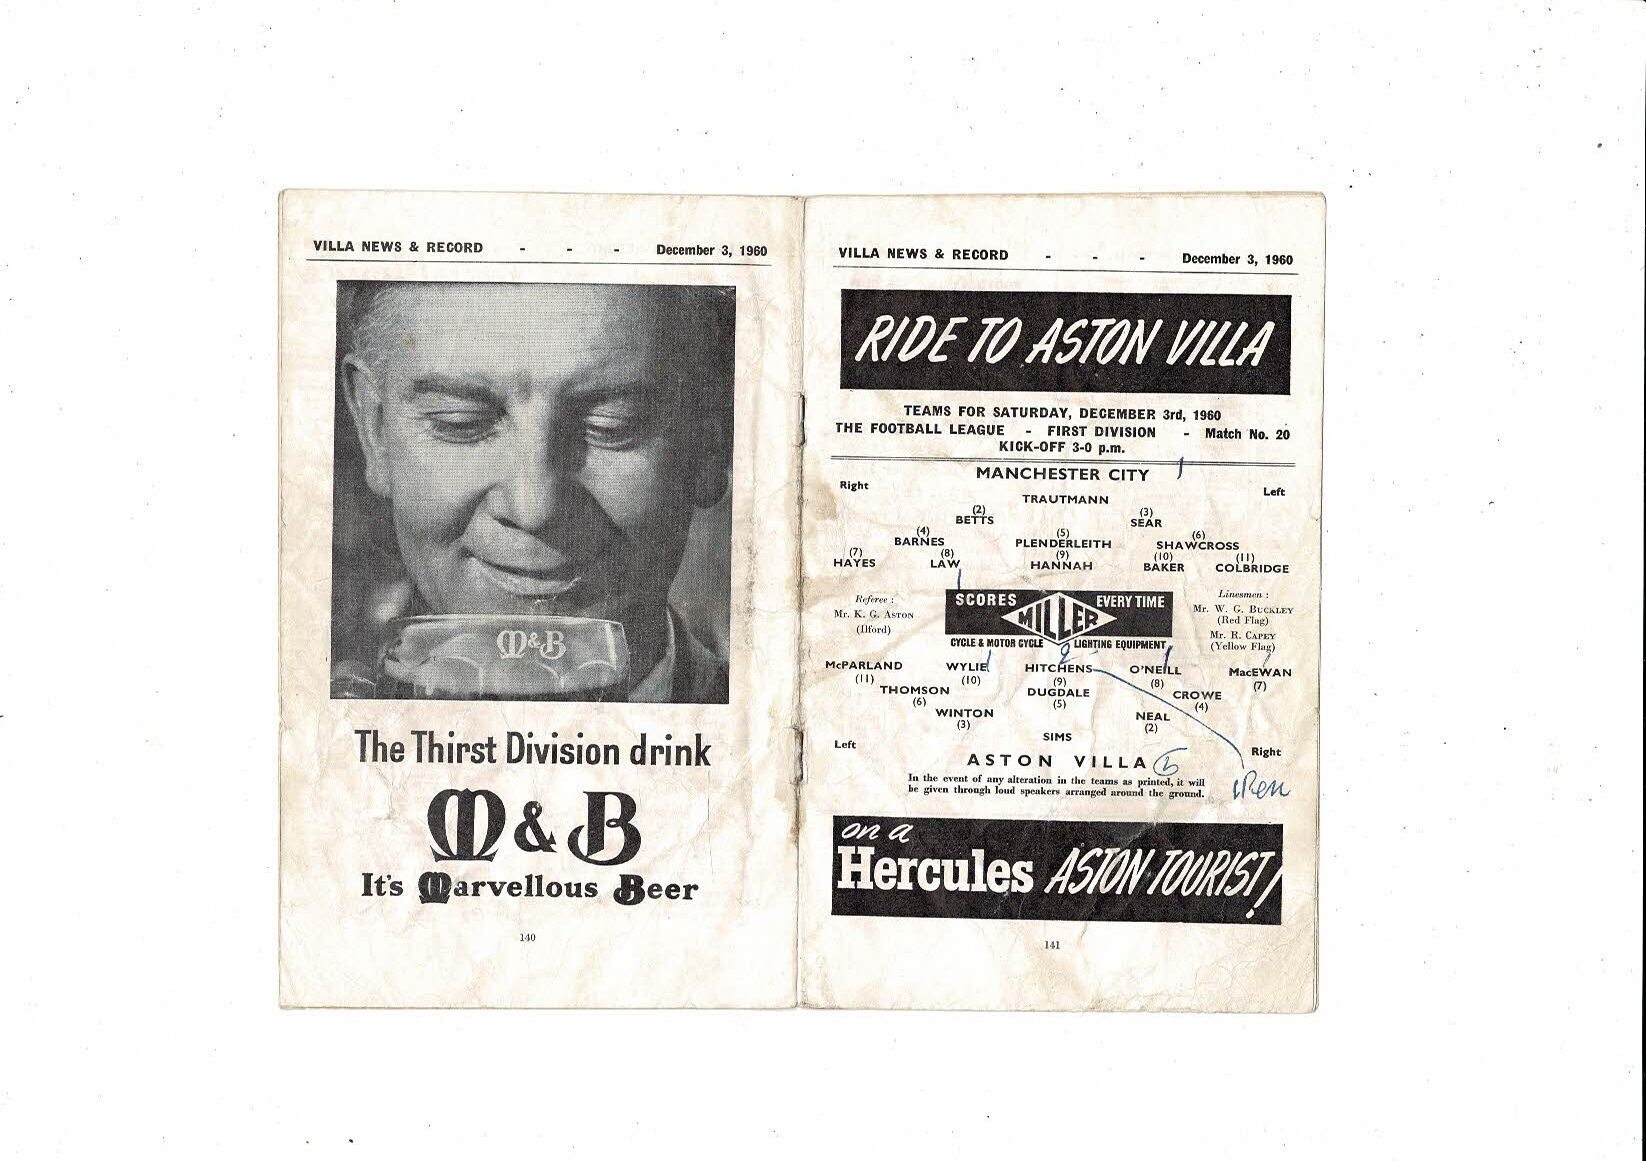 VILLA NEWS & RECORD - - - December 3, 1960
M&B
The Thirst Division drink
M&B
It's Marvellous Beer
140
VILLA NEWS & RECORD - - - December 3, 1960
RIDE TO ASTON VILLA
TEAMS FOR SATURDAY, DECEMBER 3rd, 1960
THE FOOTBALL LEAGUE - FIRST DIVISION - Match No. 20
KICK-OFF 3-0 p.m.
MANCHESTER CITY 1
Right Left
TRAUTMANN
(2) (3)
BETTS SEAR
(4) (5) (6)
BARNES PLENDERLEITH SHAWCROSS
(7) (8) (9) (10) (11)
HAYES LAW HANNAH BAKER COLBRIDGE
Referee :
Mr. K. G. ASTON
(Ilford)
SCORES MILLER EVERY TIME
CYCLE & MOTOR CYCLE LIGHTING EQUIPMENT
Linesmen :
Mr. W. G. BUCKLEY
(Red Flag)
Mr. R. CAPEY
(Yellow Flag)
McPARLAND WYLIE HITCHENS O'NEILL MacEWAN
(11) (10) (9) (8) (7)
THOMSON DUGDALE CROWE
(6) (5) (4)
WINTON NEAL
(3) (2)
SIMS
Left Right
ASTON VILLA 5
In the event of any alteration in the teams as printed, it will
be given through loud speakers arranged around the ground.
on a
Hercules ASTON TOURIST!
141